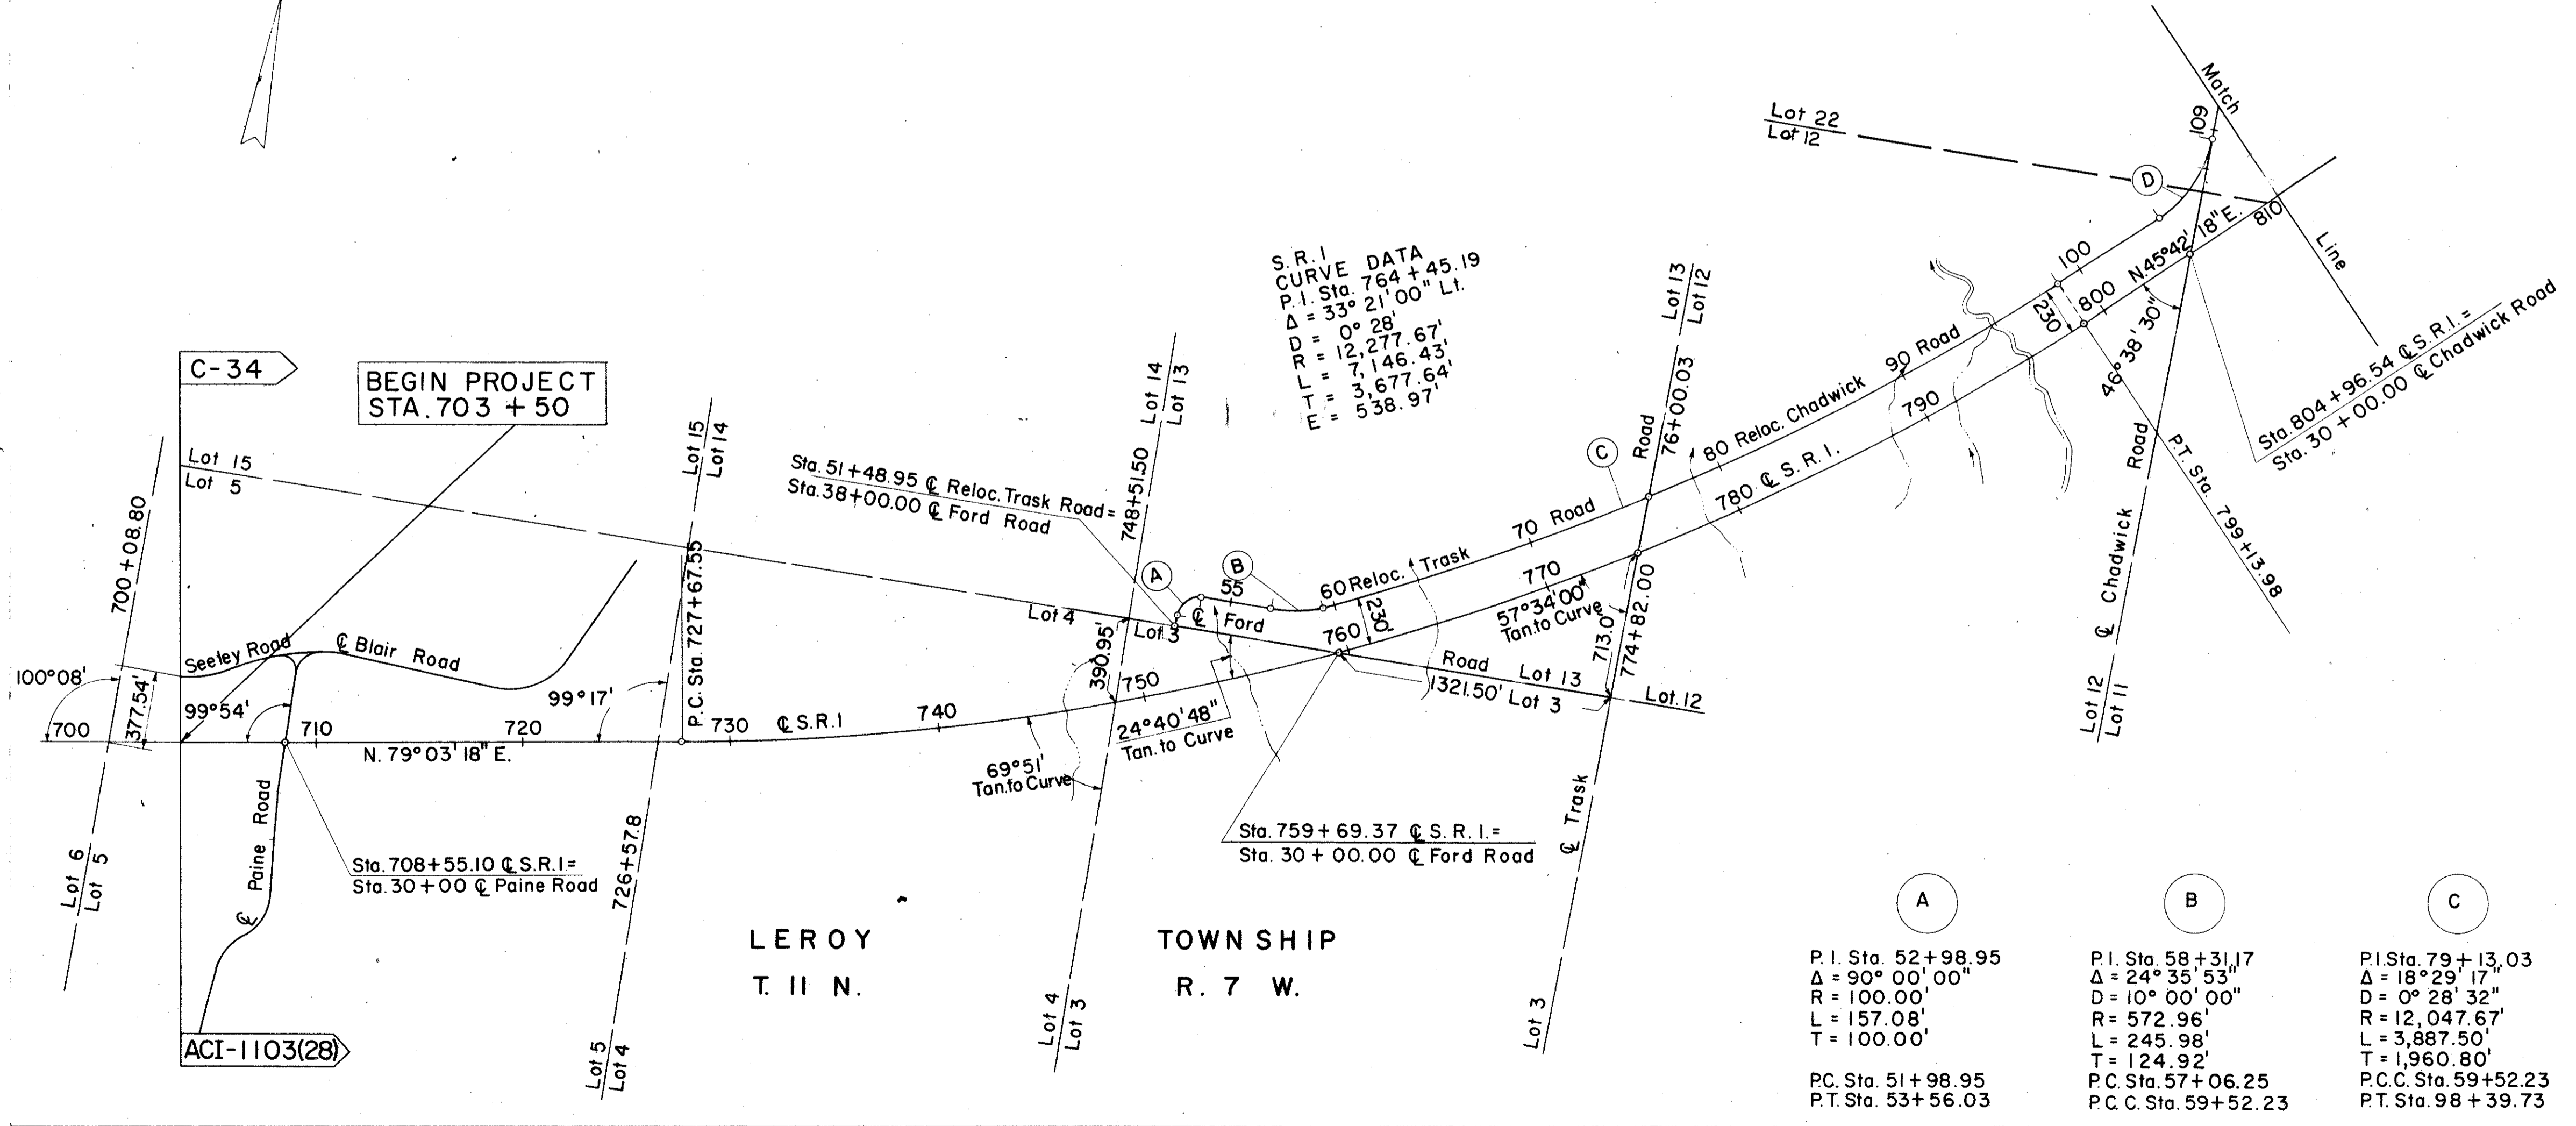 C-34
BEGIN PROJECT
STA. 703 + 50
Lot 15
Lot 5
700 + 08.80
Seeley Road
℄ Blair Road
100°08'
377.54'
99°54'
700
710
720
730
740
750
760
770
780
790
800
810
N. 79°03'18" E.
99°17'
℄ S.R.1
℄ Paine Road
Sta. 708+55.10 ℄ S.R.1=
Sta. 30+00 ℄ Paine Road
Lot 6
Lot 5
ACI-1103(28)
Lot 15
Lot 14
P.C. Sta. 727+67.55
726+57.8
Lot 5
Lot 4
Sta. 51+48.95 ℄ Reloc. Trask Road=
Sta. 38+00.00 ℄ Ford Road
Lot 14
Lot 13
748+51.50
A
B
55
60 Reloc. Trask 70 Road
℄ Ford
Road
Lot 4
Lot 3
390.95'
230'
69°51'
Tan. to Curve
24°40'48"
Tan. to Curve
57°34'00"
Tan. to Curve
Lot 13
1321.50' Lot 3
Lot 12
713.0'
774+82.00
Sta. 759+69.37 ℄ S.R.1.=
Sta. 30+00.00 ℄ Ford Road
Lot 4
Lot 3
LEROY TOWNSHIP
T. 11 N. R. 7 W.
S.R.1
CURVE DATA
P.I. Sta. 764+45.19
Δ = 33° 21' 00" Lt.
D = 0° 28'
R = 12,277.67'
L = 7,146.43'
T = 3,677.64'
E = 538.97'
Lot 13
Lot 12
76+00.03
Road
℄ Trask
Lot 3
C
80 Reloc. Chadwick 90 Road
℄ S.R.1.
100
230
N.45°42'18"E.
46°38'30"
Lot 22
Lot 12
D
109
Match
Line
P.T. Sta. 799+13.98
Sta. 804+96.54 ℄ S.R.1.=
Sta. 30+00.00 ℄ Chadwick Road
℄ Chadwick Road
Lot 12
Lot 11
A
P.I. Sta. 52+98.95
Δ = 90° 00' 00"
R = 100.00'
L = 157.08'
T = 100.00'
P.C. Sta. 51+98.95
P.T. Sta. 53+56.03
B
P.I. Sta. 58+31.17
Δ = 24° 35' 53"
D = 10° 00' 00"
R = 572.96'
L = 245.98'
T = 124.92'
P.C. Sta. 57+06.25
P.C.C. Sta. 59+52.23
C
P.I. Sta. 79+13.03
Δ = 18° 29' 17"
D = 0° 28' 32"
R = 12,047.67'
L = 3,887.50'
T = 1,960.80'
P.C.C. Sta. 59+52.23
P.T. Sta. 98+39.73